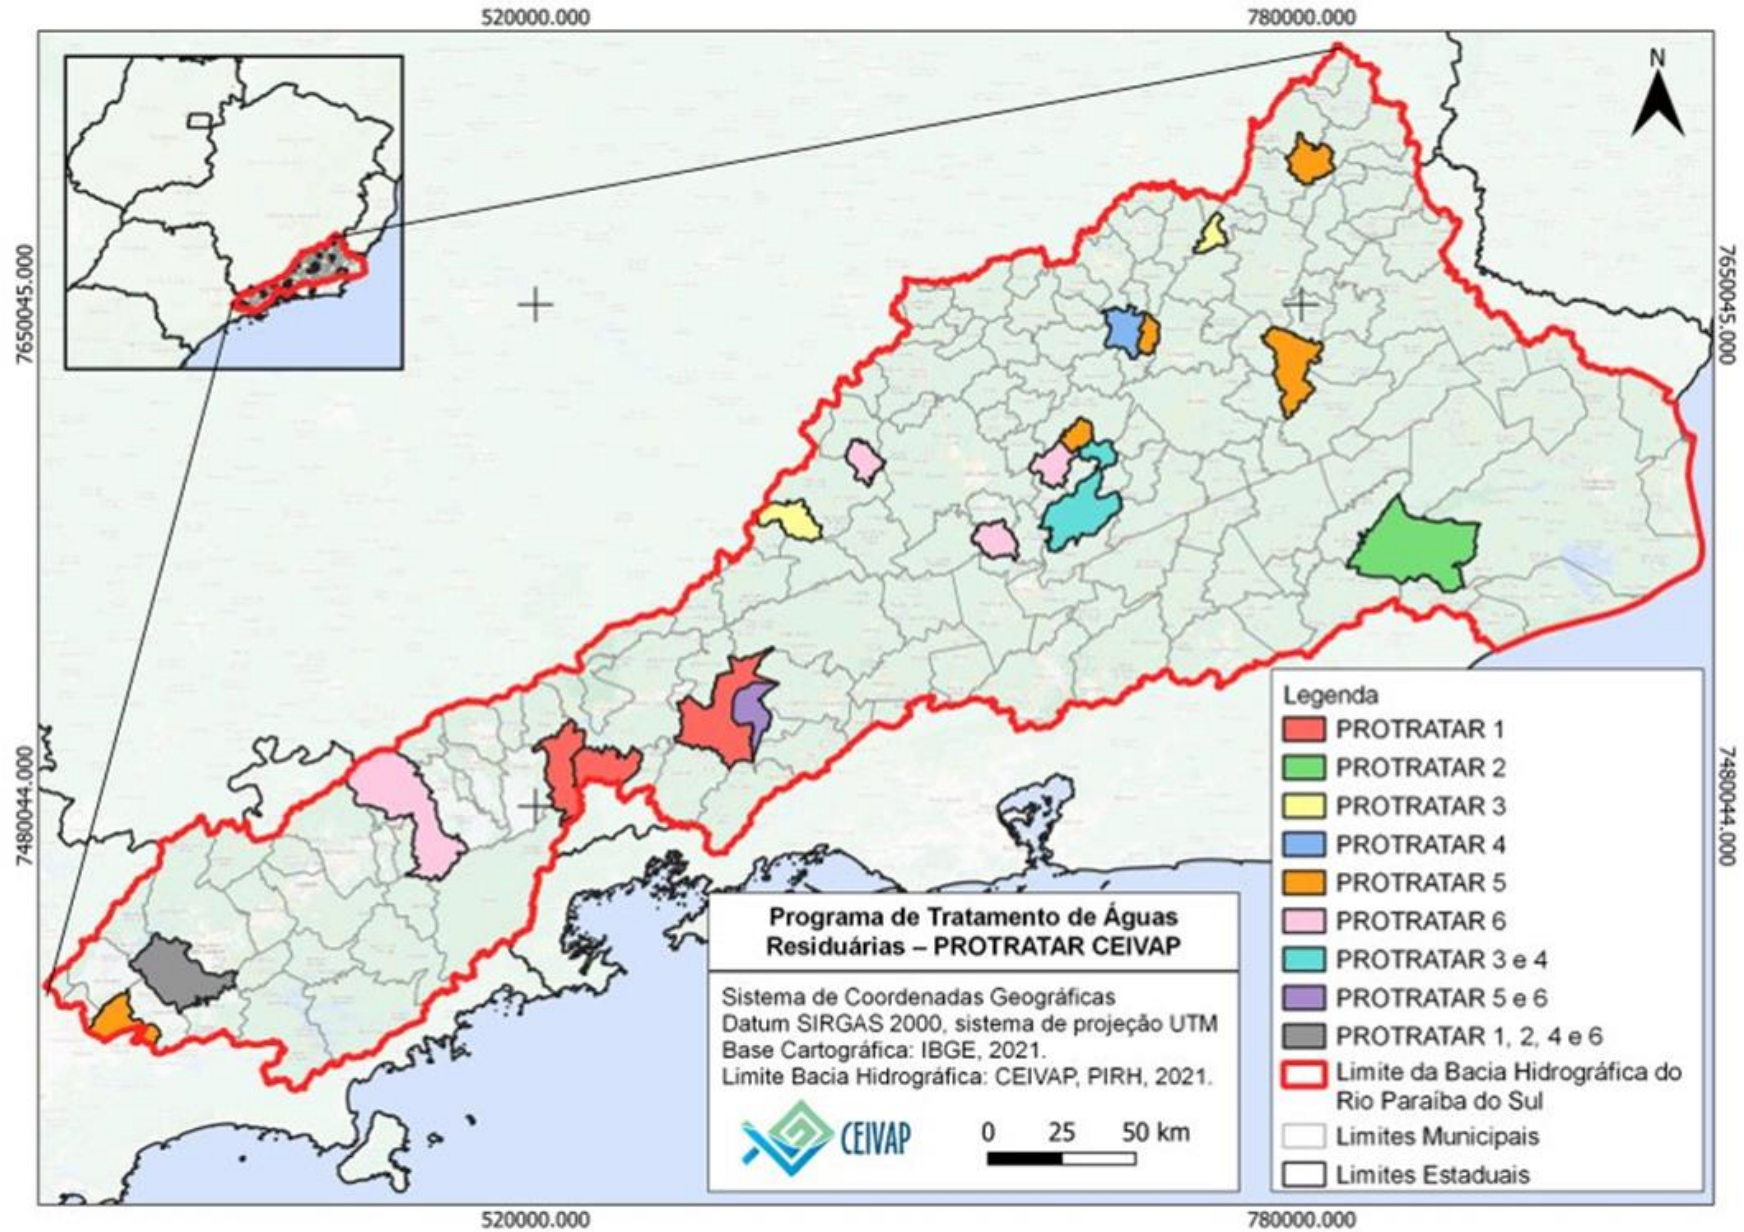 520000.000
780000.000
N
7650045.000
7650045.000
7480044.000
7480044.000
Legenda
PROTRATAR 1
PROTRATAR 2
PROTRATAR 3
PROTRATAR 4
PROTRATAR 5
PROTRATAR 6
PROTRATAR 3 e 4
PROTRATAR 5 e 6
PROTRATAR 1, 2, 4 e 6
Limite da Bacia Hidrográfica do
Rio Paraíba do Sul
Limites Municipais
Limites Estaduais
Programa de Tratamento de Águas
Residuárias – PROTRATAR CEIVAP
Sistema de Coordenadas Geográficas
Datum SIRGAS 2000, sistema de projeção UTM
Base Cartográfica: IBGE, 2021.
Limite Bacia Hidrográfica: CEIVAP, PIRH, 2021.
CEIVAP
0 25 50 km
520000.000
780000.000